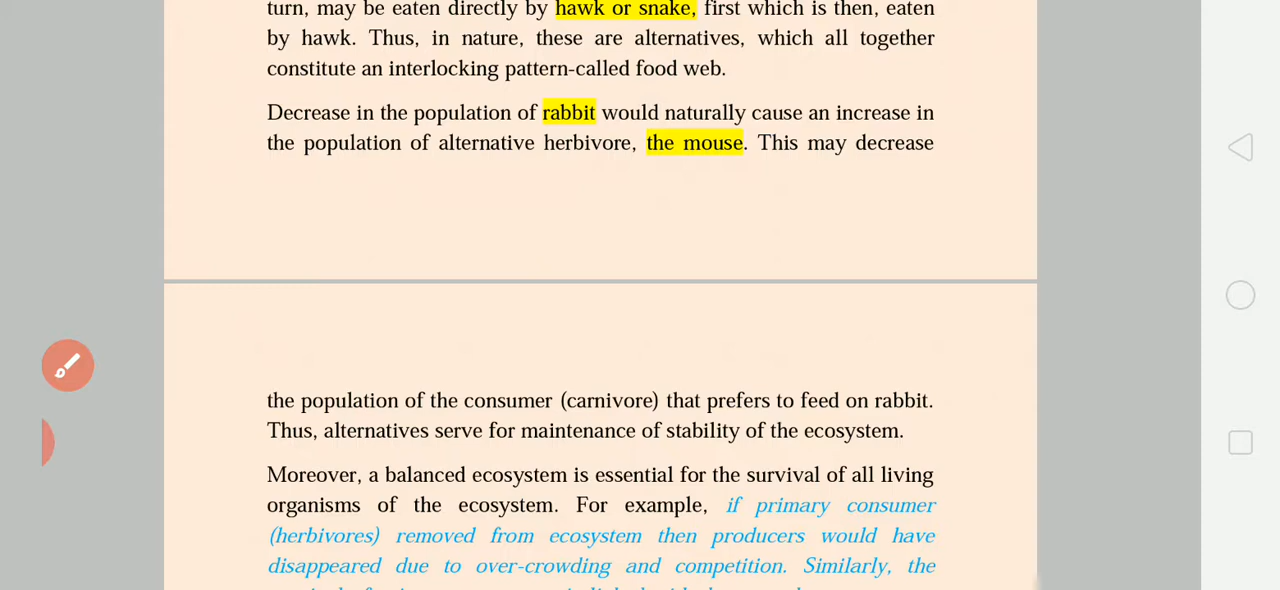 turn, may be eaten directly by hawk or snake, first which is then, eaten
by hawk. Thus, in nature, these are alternatives, which all together
constitute an interlocking pattern-called food web.
Decrease in the population of rabbit would naturally cause an increase in
the population of alternative herbivore, the mouse. This may decrease
the population of the consumer (carnivore) that prefers to feed on rabbit.
Thus, alternatives serve for maintenance of stability of the ecosystem.
Moreover, a balanced ecosystem is essential for the survival of all living
organisms of the ecosystem. For example, if primary consumer
(herbivores) removed from ecosystem then producers would have
disappeared due to over-crowding and competition. Similarly, the